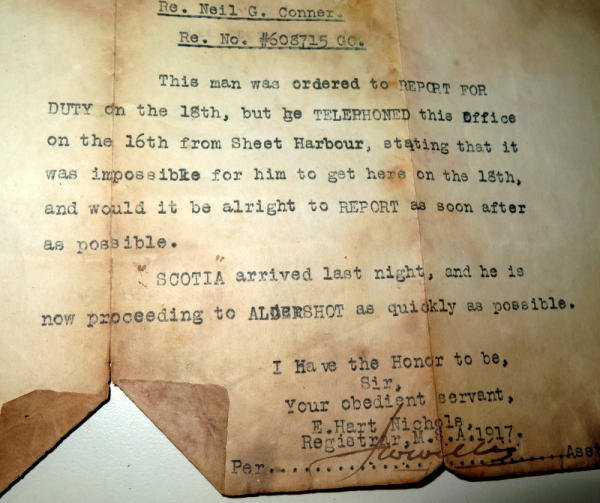 Re. Neil G. Conner.
Re. No. #608715 GC.
This man was ordered to REPORT FOR
DUTY on the 18th, but he TELEPHONED this office
on the 16th from Sheet Harbour, stating that it
was impossible for him to get here on the 18th,
and would it be alright to REPORT as soon after
as possible.
"SCOTIA" arrived last night, and he is
now proceeding to ALDERSHOT as quickly as possible.
I Have the Honor to be,
Sir,
Your obedient servant,
E.Hart Nichols,
Registrar, M.S.A. 1917.
Per...............................Asst